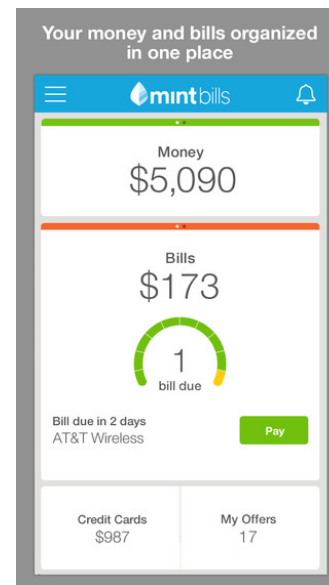 Your money and bills organized
in one place
mintbills
Money
$5,090
Bills
$173
1
bill due
Bill due in 2 days
AT&T Wireless
Pay
Credit Cards
$987
My Offers
17